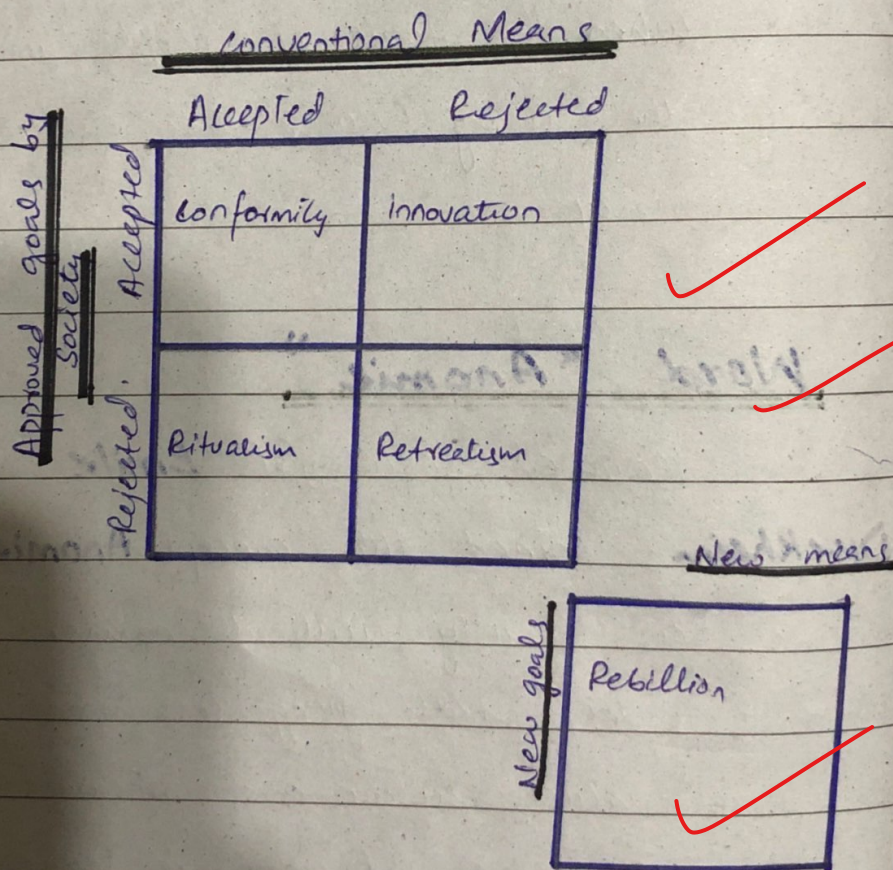 Conventional Means
Accepted Rejected
Approved goals by
Society
Accepted
Conformity innovation
Rejected
Ritualism Retreatism
New means
New goals
Rebillion